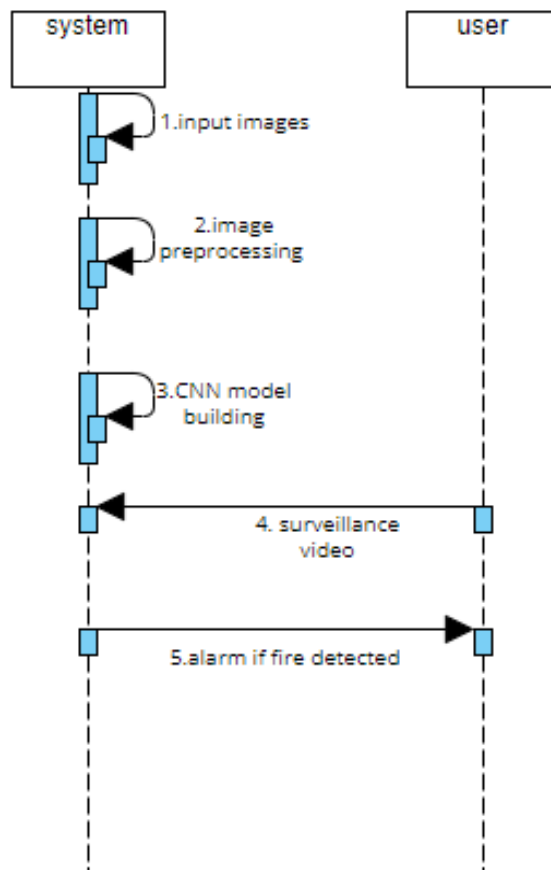 system
user
1.input images
2.image
preprocessing
3.CNN model
building
4. surveillance
video
5.alarm if fire detected